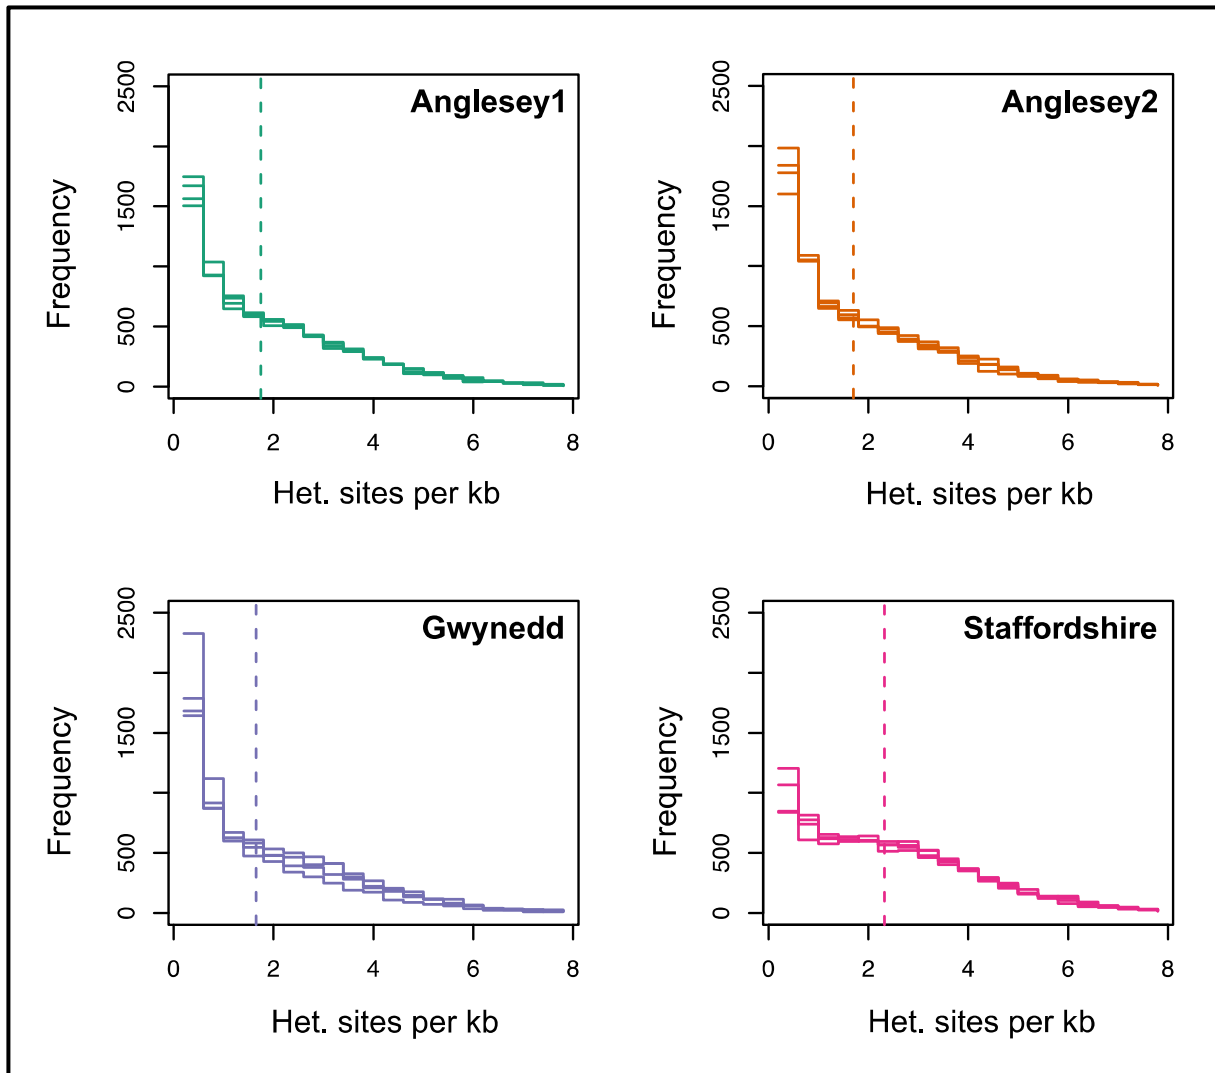 Anglesey1
2500
1500
500
0
Frequency
0 2 4 6 8
Het. sites per kb
Anglesey2
2500
1500
500
0
Frequency
0 2 4 6 8
Het. sites per kb
Gwynedd
2500
1500
500
0
Frequency
0 2 4 6 8
Het. sites per kb
Staffordshire
2500
1500
500
0
Frequency
0 2 4 6 8
Het. sites per kb